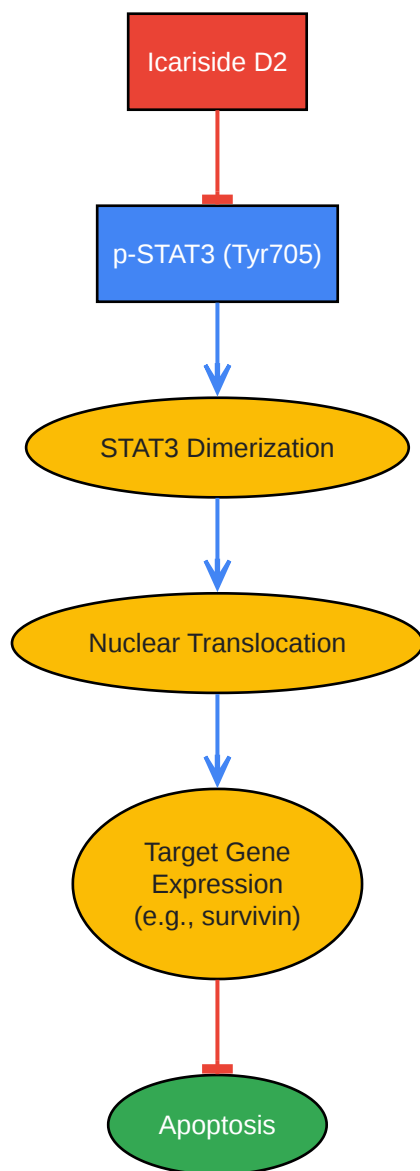 Icariside D2
p-STAT3 (Tyr705)
STAT3 Dimerization
Nuclear Translocation
Target Gene
Expression
(e.g., survivin)
Apoptosis